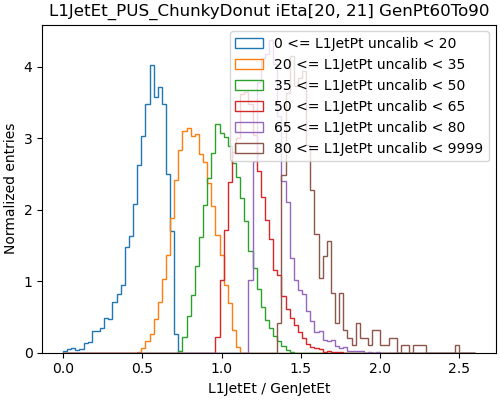 L1JetEt_PUS_ChunkyDonut iEta[20, 21] GenPt60To90
0 <= L1JetPt uncalib < 20
20 <= L1JetPt uncalib < 35
35 <= L1JetPt uncalib < 50
50 <= L1JetPt uncalib < 65
65 <= L1JetPt uncalib < 80
80 <= L1JetPt uncalib < 9999
Normalized entries
4
3
2
1
0
0.0 0.5 1.0 1.5 2.0 2.5
L1JetEt / GenJetEt